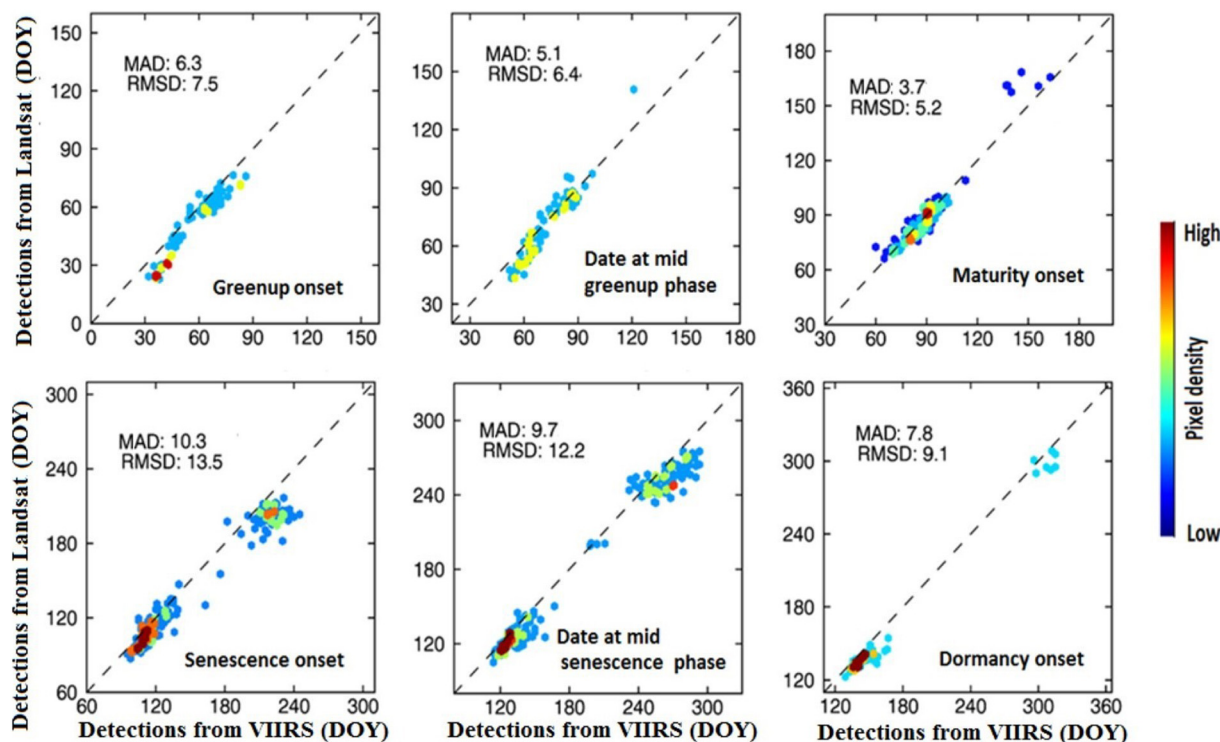 Detections from Landsat (DOY)
150
120
90
60
30
0
MAD: 6.3
RMSD: 7.5
Greenup onset
0 30 60 90 120 150
150
120
90
60
30
MAD: 5.1
RMSD: 6.4
Date at mid
greenup phase
30 60 90 120 150 180
180
150
120
90
60
30
MAD: 3.7
RMSD: 5.2
Maturity onset
30 60 90 120 150 180
Detections from Landsat (DOY)
300
240
180
120
60
MAD: 10.3
RMSD: 13.5
Senescence onset
60 120 180 240 300
300
240
180
120
MAD: 9.7
RMSD: 12.2
Date at mid
senescence phase
120 180 240 300
360
300
240
180
120
MAD: 7.8
RMSD: 9.1
Dormancy onset
120 180 240 300 360
Detections from VIIRS (DOY)
Detections from VIIRS (DOY)
Detections from VIIRS (DOY)
High
Pixel density
Low